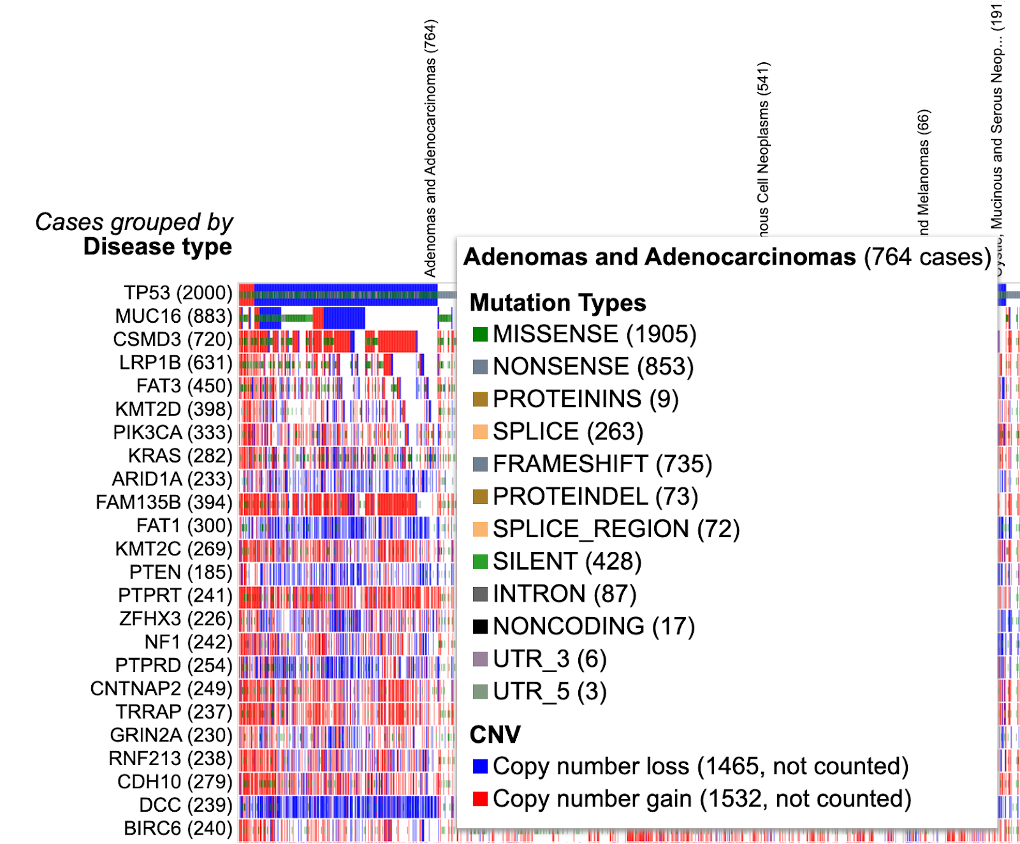 Adenomas and Adenocarcinomas (764)
nous Cell Neoplasms (541)
nd Melanomas (66)
Cystic, Mucinous and Serous Neop... (191
Cases grouped by
Disease type
Adenomas and Adenocarcinomas (764 cases)
Mutation Types
MISSENSE (1905)
NONSENSE (853)
PROTEININS (9)
SPLICE (263)
FRAMESHIFT (735)
PROTEINDEL (73)
SPLICE_REGION (72)
SILENT (428)
INTRON (87)
NONCODING (17)
UTR_3 (6)
UTR_5 (3)
CNV
Copy number loss (1465, not counted)
Copy number gain (1532, not counted)
TP53 (2000)
MUC16 (883)
CSMD3 (720)
LRP1B (631)
FAT3 (450)
KMT2D (398)
PIK3CA (333)
KRAS (282)
ARID1A (233)
FAM135B (394)
FAT1 (300)
KMT2C (269)
PTEN (185)
PTPRT (241)
ZFHX3 (226)
NF1 (242)
PTPRD (254)
CNTNAP2 (249)
TRRAP (237)
GRIN2A (230)
RNF213 (238)
CDH10 (279)
DCC (239)
BIRC6 (240)